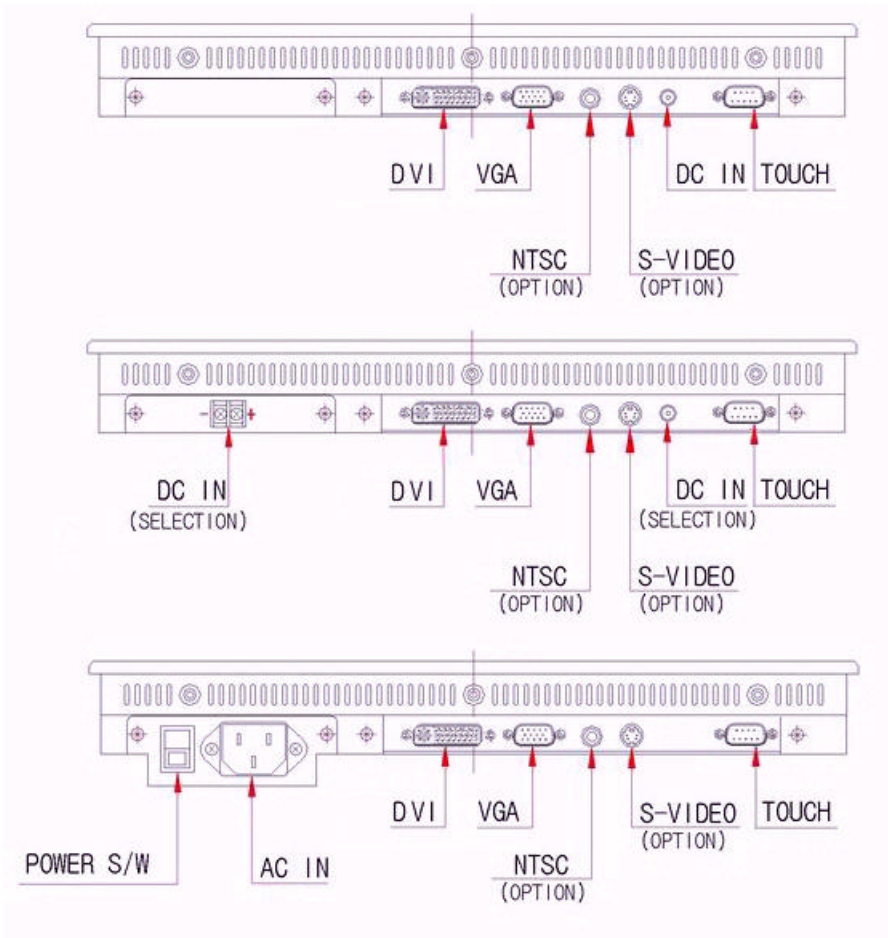 DVI VGA DC IN TOUCH
NTSC S-VIDEO
(OPTION) (OPTION)
- +
DC IN DVI VGA DC IN TOUCH
(SELECTION) (SELECTION)
NTSC S-VIDEO
(OPTION) (OPTION)
DVI VGA S-VIDEO TOUCH
(OPTION)
POWER S/W AC IN NTSC
(OPTION)